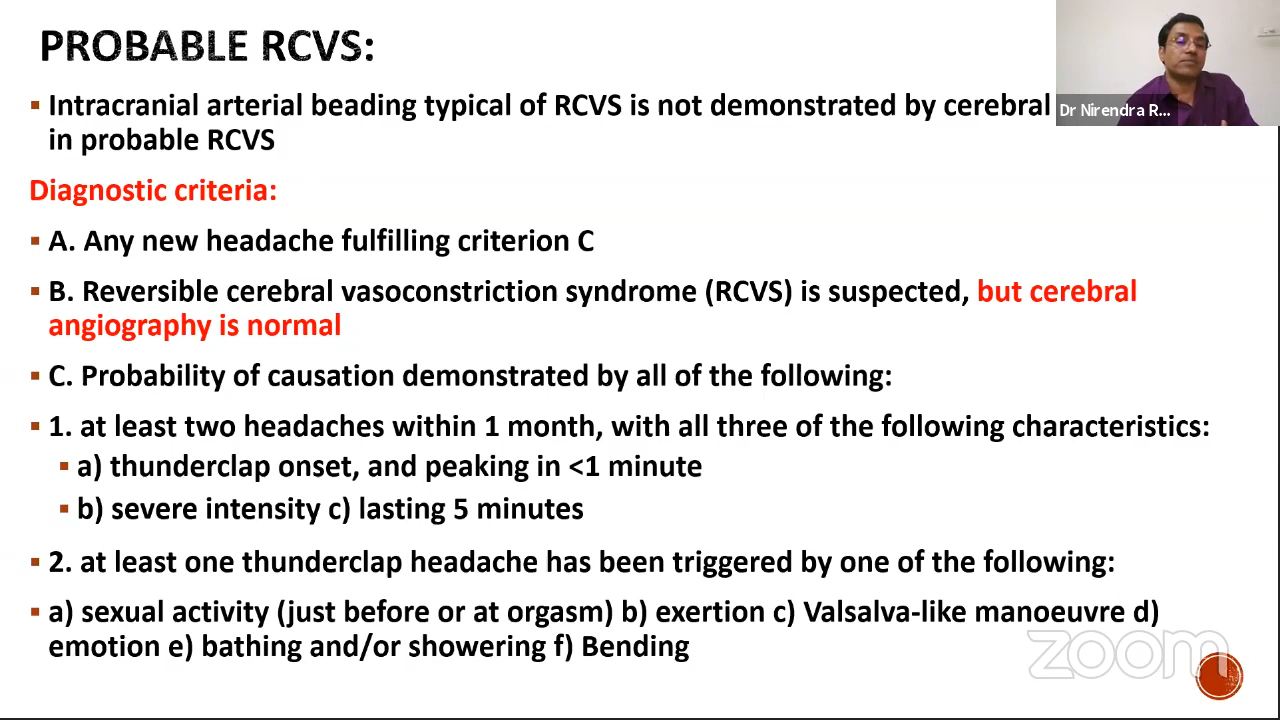 PROBABLE RCVS:
▪ Intracranial arterial beading typical of RCVS is not demonstrated by cerebral
in probable RCVS
Diagnostic criteria:
▪ A. Any new headache fulfilling criterion C
▪ B. Reversible cerebral vasoconstriction syndrome (RCVS) is suspected, but cerebral
angiography is normal
▪ C. Probability of causation demonstrated by all of the following:
▪ 1. at least two headaches within 1 month, with all three of the following characteristics:
▪ a) thunderclap onset, and peaking in <1 minute
▪ b) severe intensity c) lasting 5 minutes
▪ 2. at least one thunderclap headache has been triggered by one of the following:
▪ a) sexual activity (just before or at orgasm) b) exertion c) Valsalva-like manoeuvre d)
emotion e) bathing and/or showering f) Bending
Dr Nirendra R...
zoom